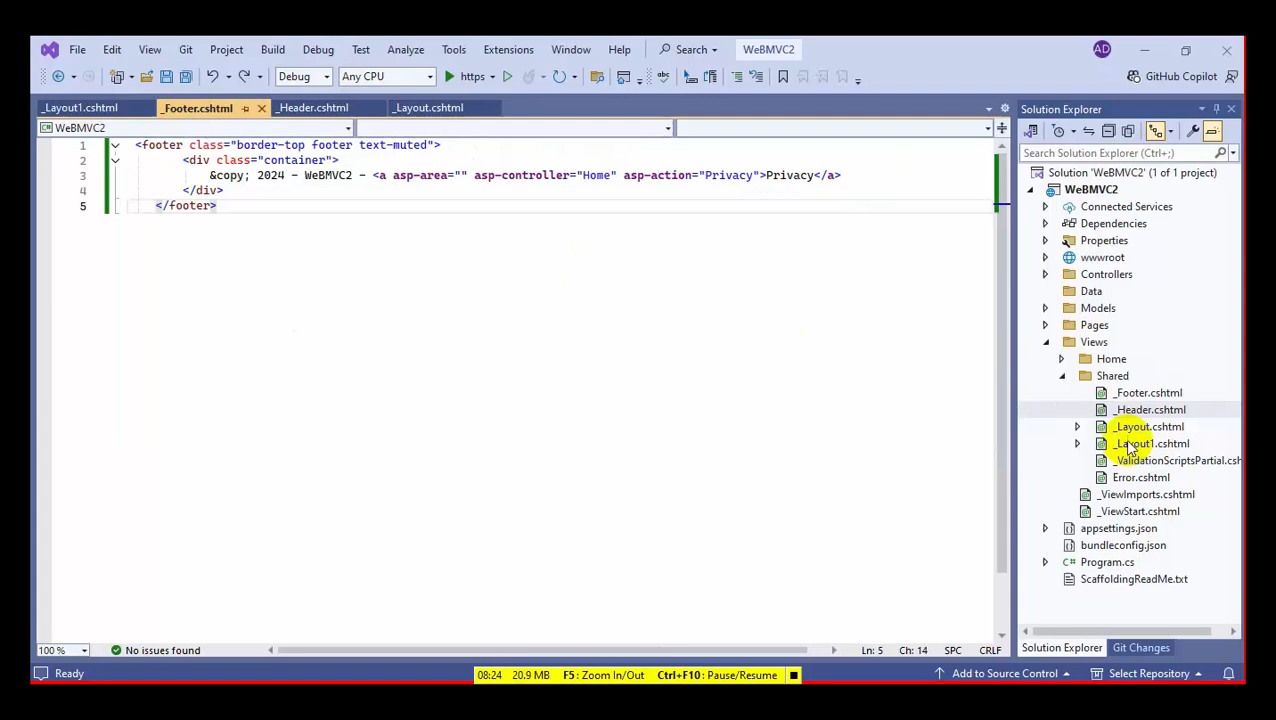 File Edit View Git Project Build Debug Test Analyze Tools Extensions Window Help Search WeBMVC2 AD
Debug Any CPU https GitHub Copilot
_Layout1.cshtml _Footer.cshtml _Header.cshtml _Layout.cshtml
WeBMVC2
1 <footer class="border-top footer text-muted">
2 <div class="container">
3 &copy; 2024 - WeBMVC2 - <a asp-area="" asp-controller="Home" asp-action="Privacy">Privacy</a>
4 </div>
5 </footer>
100 % No issues found Ln: 5 Ch: 14 SPC CRLF
Solution Explorer
Search Solution Explorer (Ctrl+;)
Solution 'WeBMVC2' (1 of 1 project)
WeBMVC2
Connected Services
Dependencies
Properties
wwwroot
Controllers
Data
Models
Pages
Views
Home
Shared
_Footer.cshtml
_Header.cshtml
_Layout.cshtml
_Layout1.cshtml
_ValidationScriptsPartial.csh
Error.cshtml
_ViewImports.cshtml
_ViewStart.cshtml
appsettings.json
bundleconfig.json
C# Program.cs
ScaffoldingReadMe.txt
Solution Explorer Git Changes
Ready Add to Source Control Select Repository
08:24 20.9 MB F5: Zoom In/Out Ctrl+F10: Pause/Resume